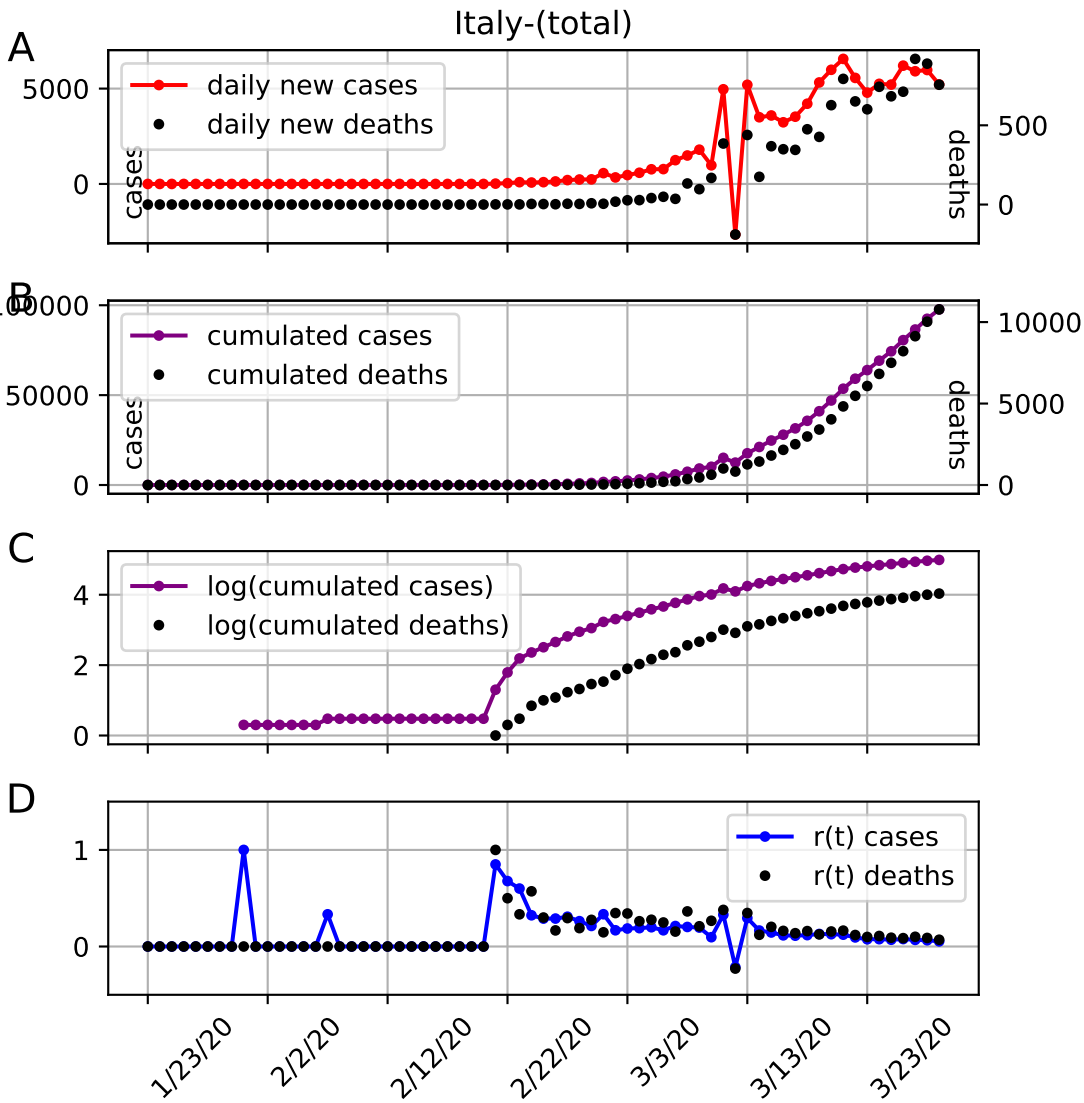 Italy-(total)
A
daily new cases
daily new deaths
5000
0
cases
500
0
deaths
B
00000
cumulated cases
cumulated deaths
50000
0
cases
10000
5000
0
deaths
C
log(cumulated cases)
log(cumulated deaths)
4
2
0
D
r(t) cases
r(t) deaths
1
0
1/23/20
2/2/20
2/12/20
2/22/20
3/3/20
3/13/20
3/23/20